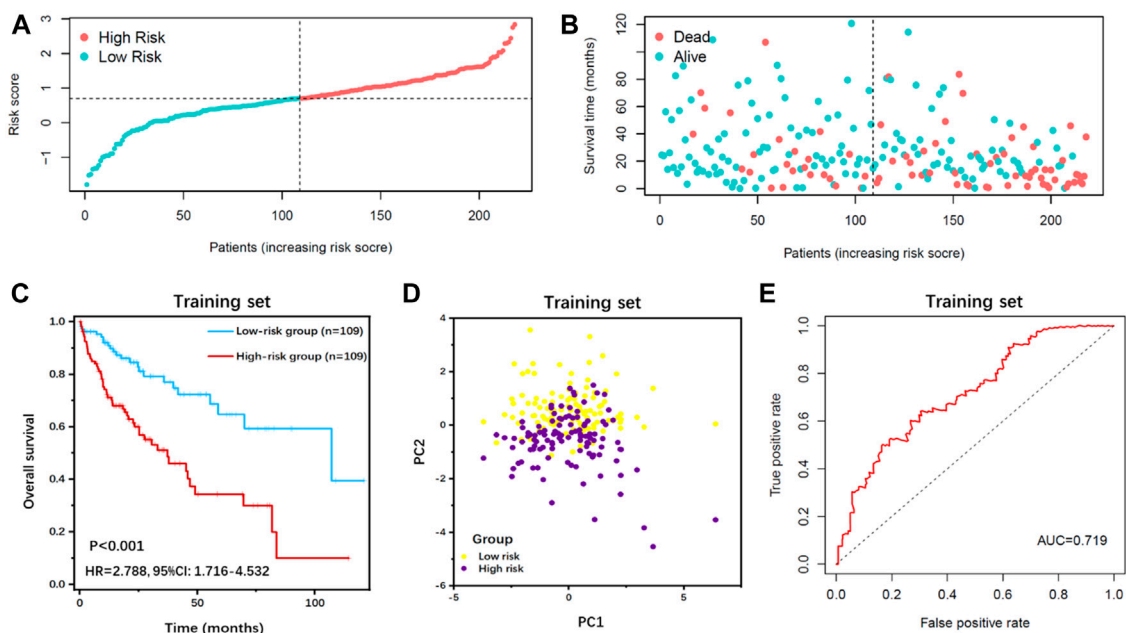 A
3
2
1
0
−1
Risk score
High Risk
Low Risk
0
50
100
150
200
Patients (increasing risk socre)
B
120
100
80
60
40
20
0
Survival time (months)
Dead
Alive
0
50
100
150
200
Patients (increasing risk socre)
C
Training set
1.0
0.8
0.6
0.4
0.2
0.0
Overall survival
Low-risk group (n=109)
High-risk group (n=109)
P<0.001
HR=2.788, 95%CI: 1.716-4.532
0
50
100
Time (months)
D
Training set
4
2
0
-2
-4
-6
PC2
Group
Low risk
High risk
-5
0
5
PC1
E
Training set
1.0
0.8
0.6
0.4
0.2
0.0
True positive rate
AUC=0.719
0.0
0.2
0.4
0.6
0.8
1.0
False positive rate